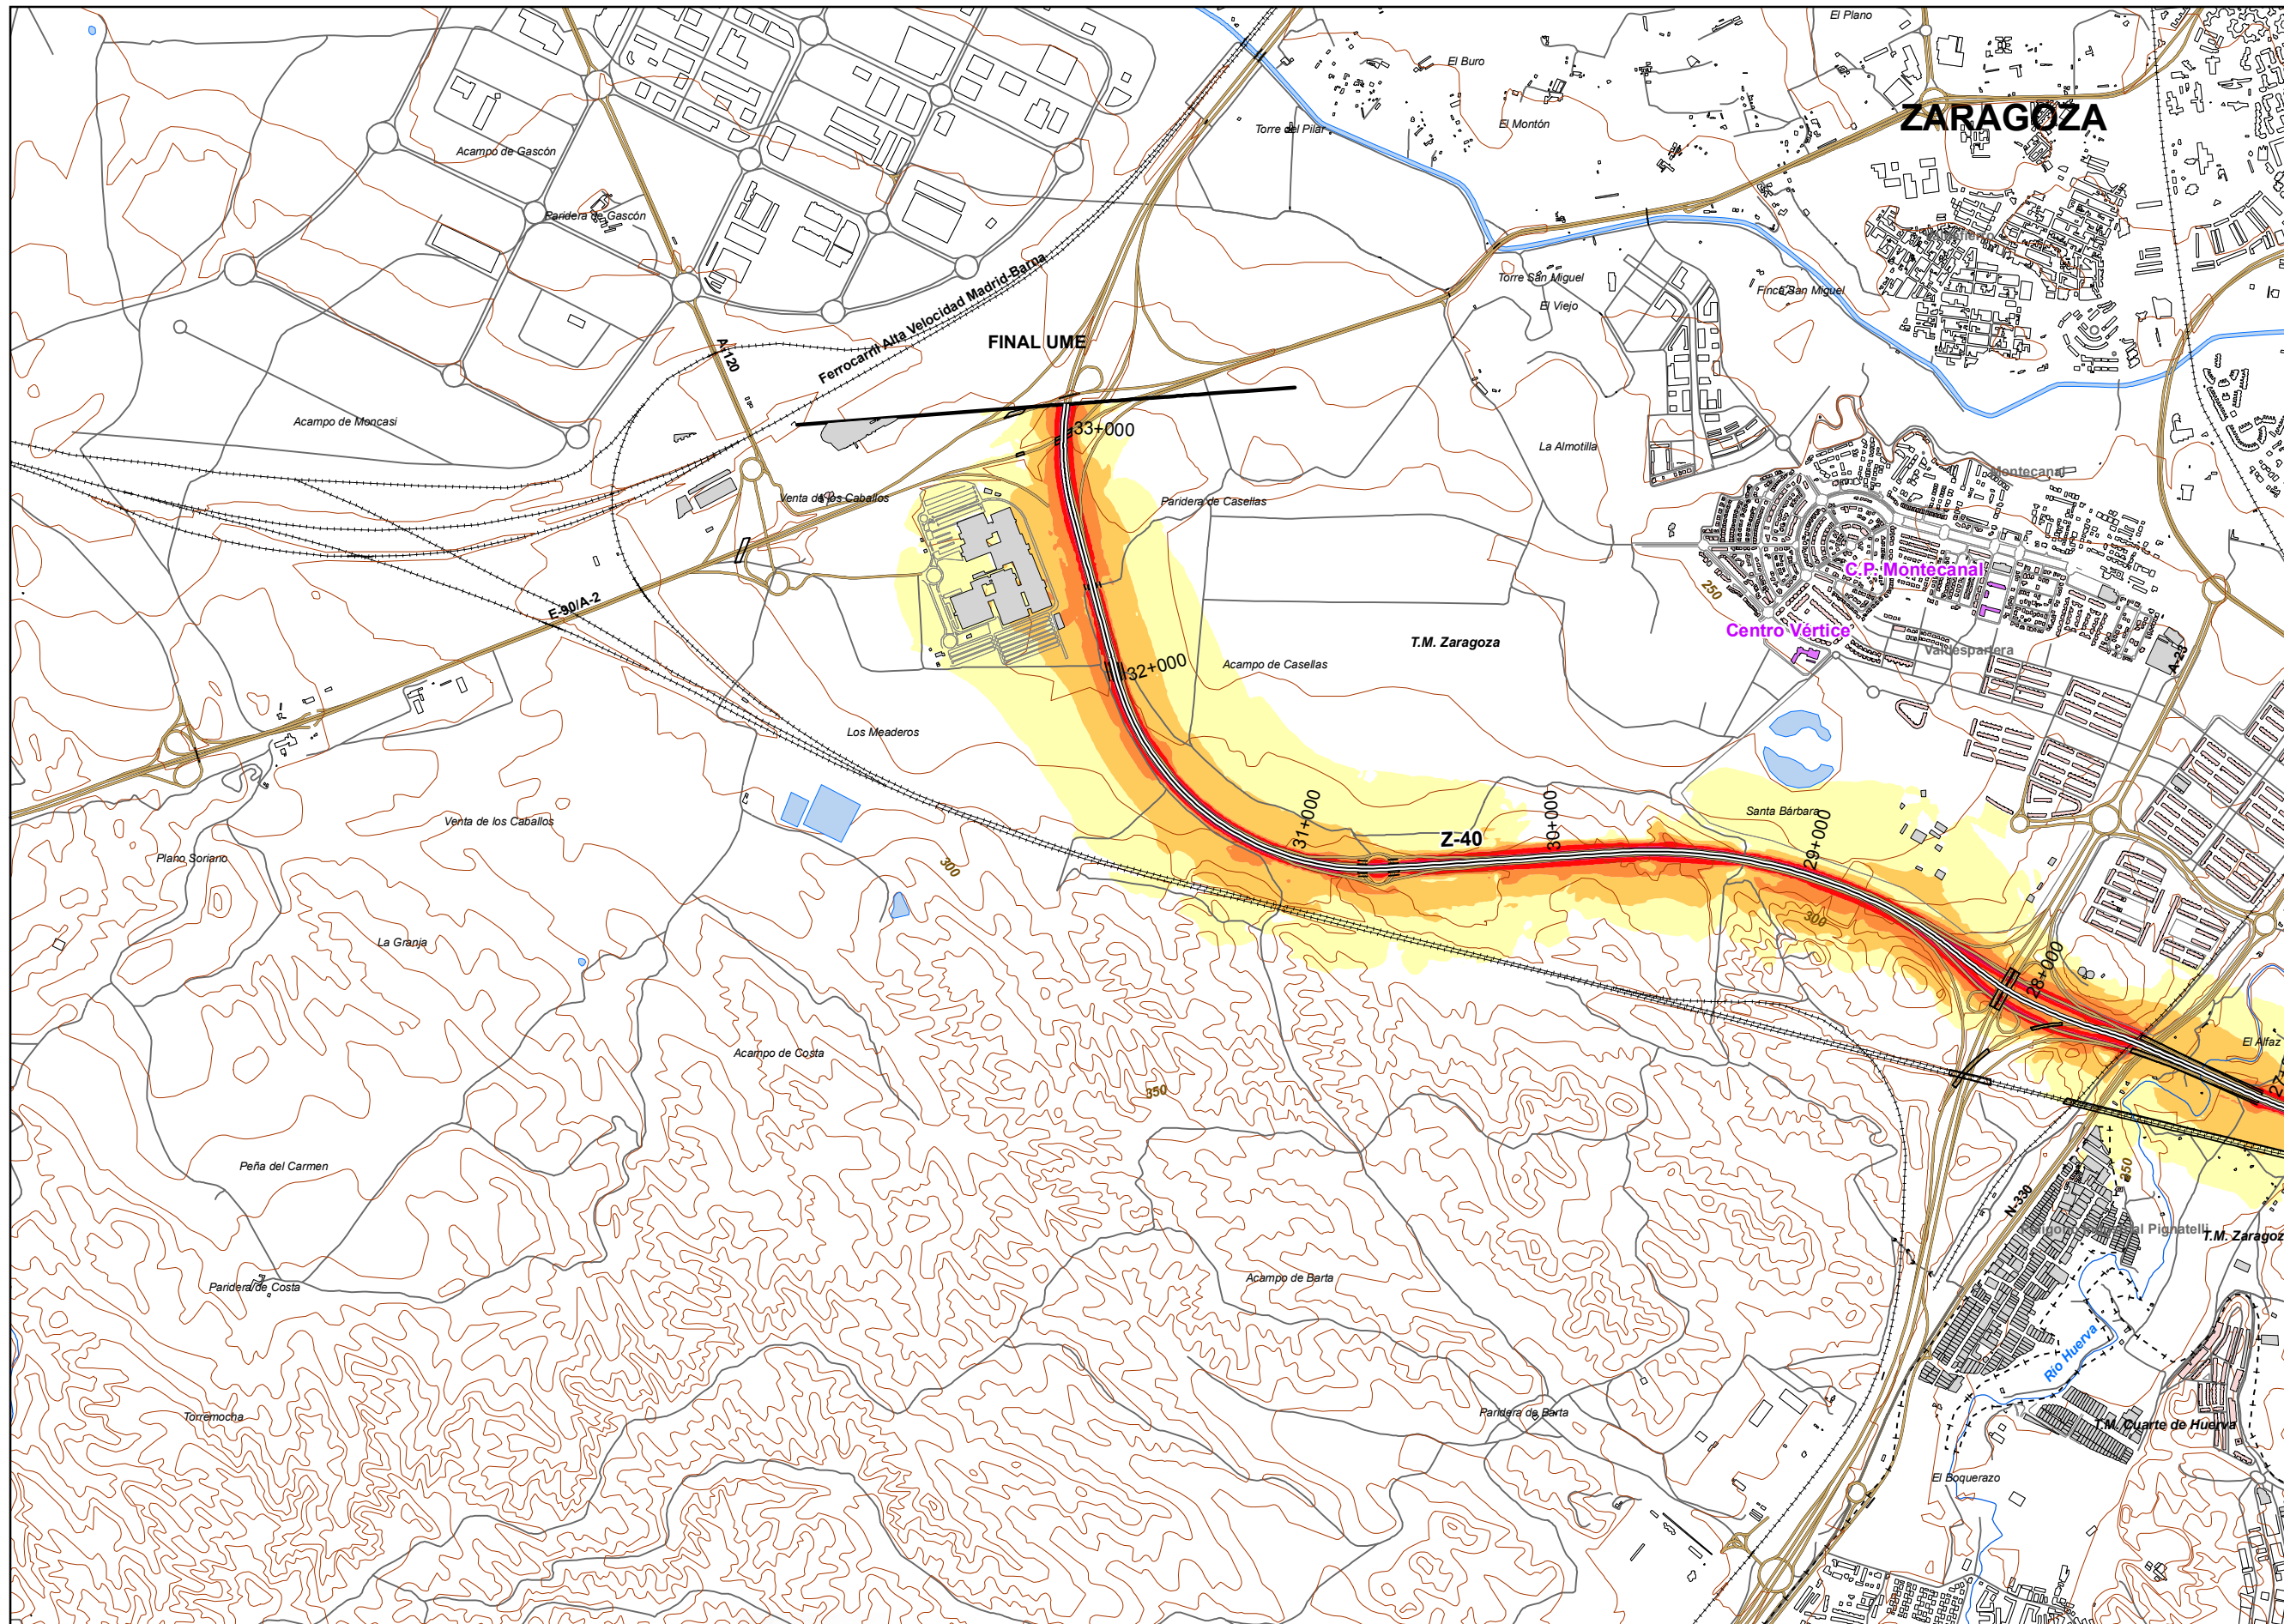 El Plano
El Buro
ZARAGOZA
El Montón
Torre del Pilar
Acampo de Gascón
Paridera de Gascón
Ferrocarril Alta Velocidad Madrid-Barna
Torre San Miguel
Finca San Miguel
El Viejo
FINAL UME
A-120
Acampo de Moncasi
33+000
La Almotilla
Montecanal
Venta de los Caballos
Paridera de Casellas
C.P. Montecanal
250
E-90/A-2
Centro Vértice
T.M. Zaragoza
Valdespartera
A-23
32+000
Acampo de Casellas
Los Meaderos
Venta de los Caballos
31+000
30+000
Santa Bárbara
29+000
Z-40
Plano Soriano
300
300
La Granja
28+000
El Alfaz
Acampo de Costa
350
Peña del Carmen
N-330
T.M. Zaragoz
Acampo de Barta
Paridera de Costa
Río Huerva
Torremocha
Paridera de Barta
T.M. Cuarte de Huerva
El Boquerazo